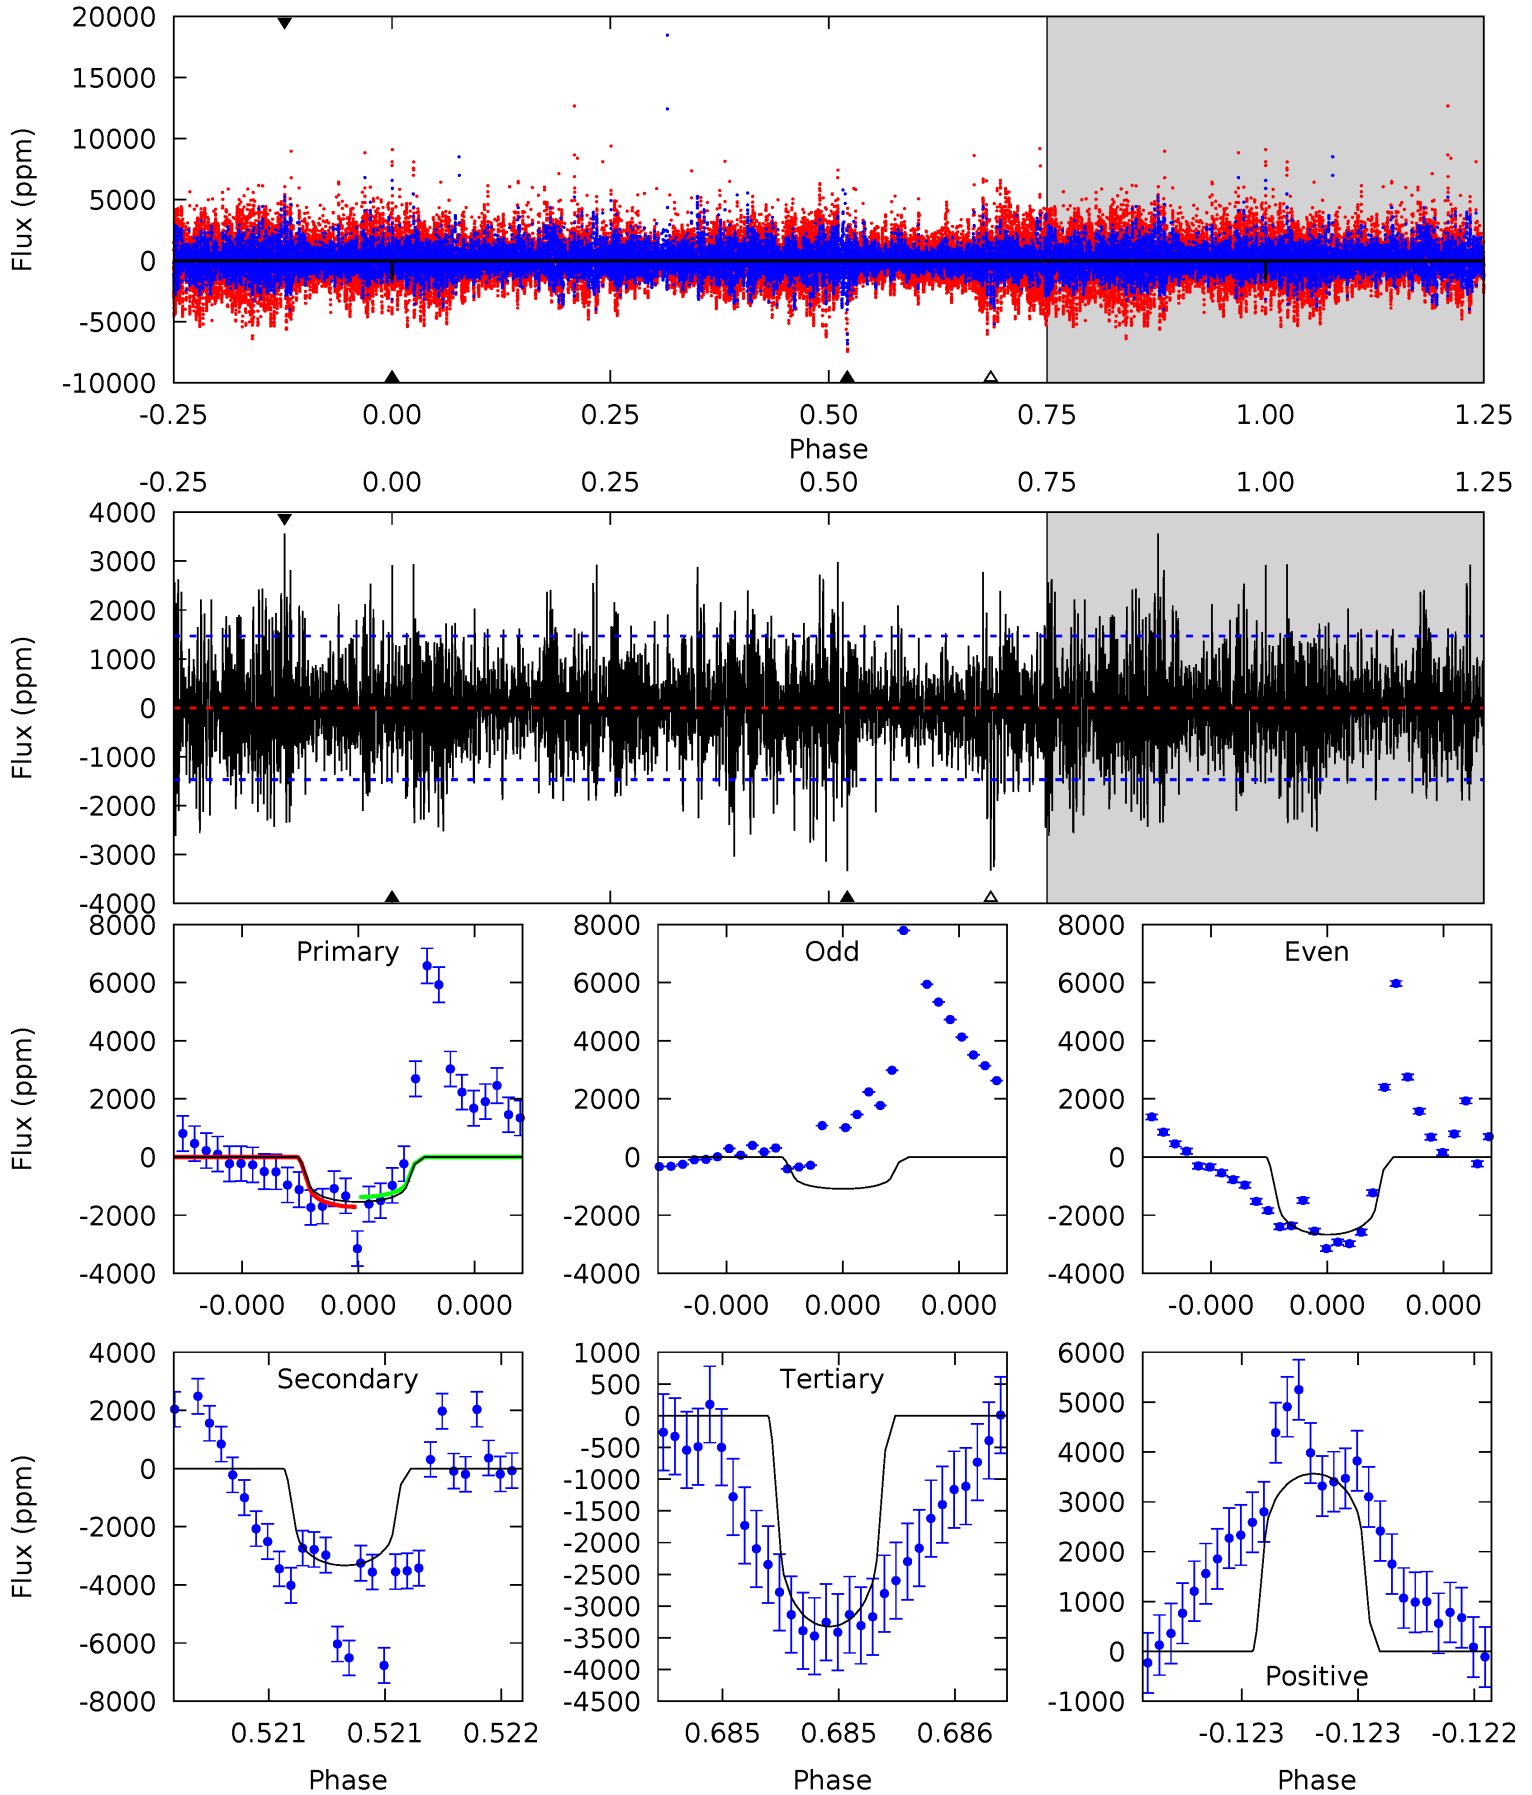 20000
15000
10000
5000
0
-5000
-10000
Flux (ppm)
-0.25 0.00 0.25 0.50 0.75 1.00 1.25
Phase
-0.25 0.00 0.25 0.50 0.75 1.00 1.25
4000
3000
2000
1000
0
-1000
-2000
-3000
-4000
Flux (ppm)
8000
6000
4000
2000
0
-2000
-4000
Flux (ppm)
Primary
-0.000 0.000 0.000
8000
6000
4000
2000
0
-2000
-4000
Odd
-0.000 0.000 0.000
8000
6000
4000
2000
0
-2000
-4000
Even
-0.000 0.000 0.000
4000
2000
0
-2000
-4000
-6000
-8000
Flux (ppm)
Secondary
0.521 0.521 0.522
Phase
1000
500
0
-500
-1000
-1500
-2000
-2500
-3000
-3500
-4000
-4500
Tertiary
0.685 0.685 0.686
Phase
6000
5000
4000
3000
2000
1000
0
-1000
Positive
-0.123 -0.123 -0.122
Phase